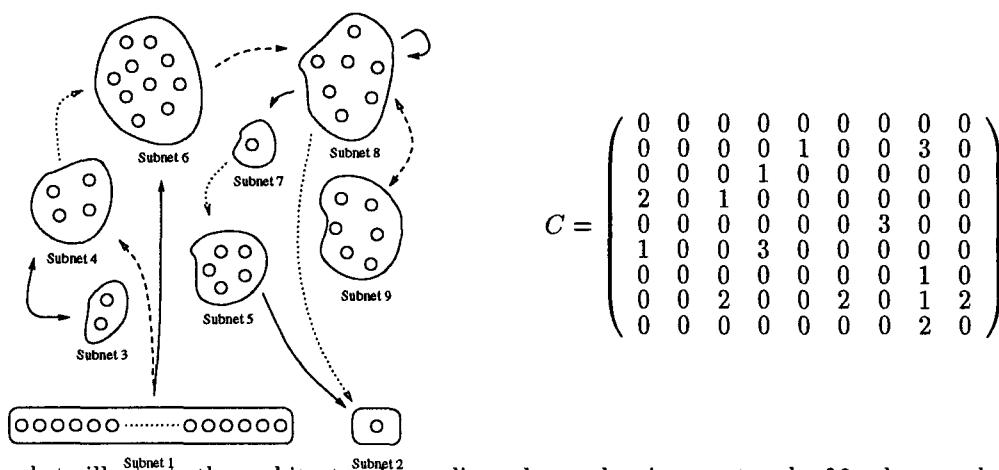 Subnet 6
Subnet 8
Subnet 7
Subnet 4
Subnet 9
Subnet 5
Subnet 3
Subnet 1
Subnet 2
C =
0 0 0 0 0 0 0 0 0
0 0 0 0 1 0 0 3 0
0 0 0 1 0 0 0 0 0
2 0 1 0 0 0 0 0 0
0 0 0 0 0 0 3 0 0
1 0 0 3 0 0 0 0 0
0 0 0 0 0 0 0 1 0
0 0 2 0 0 2 0 1 2
0 0 0 0 0 0 0 2 0